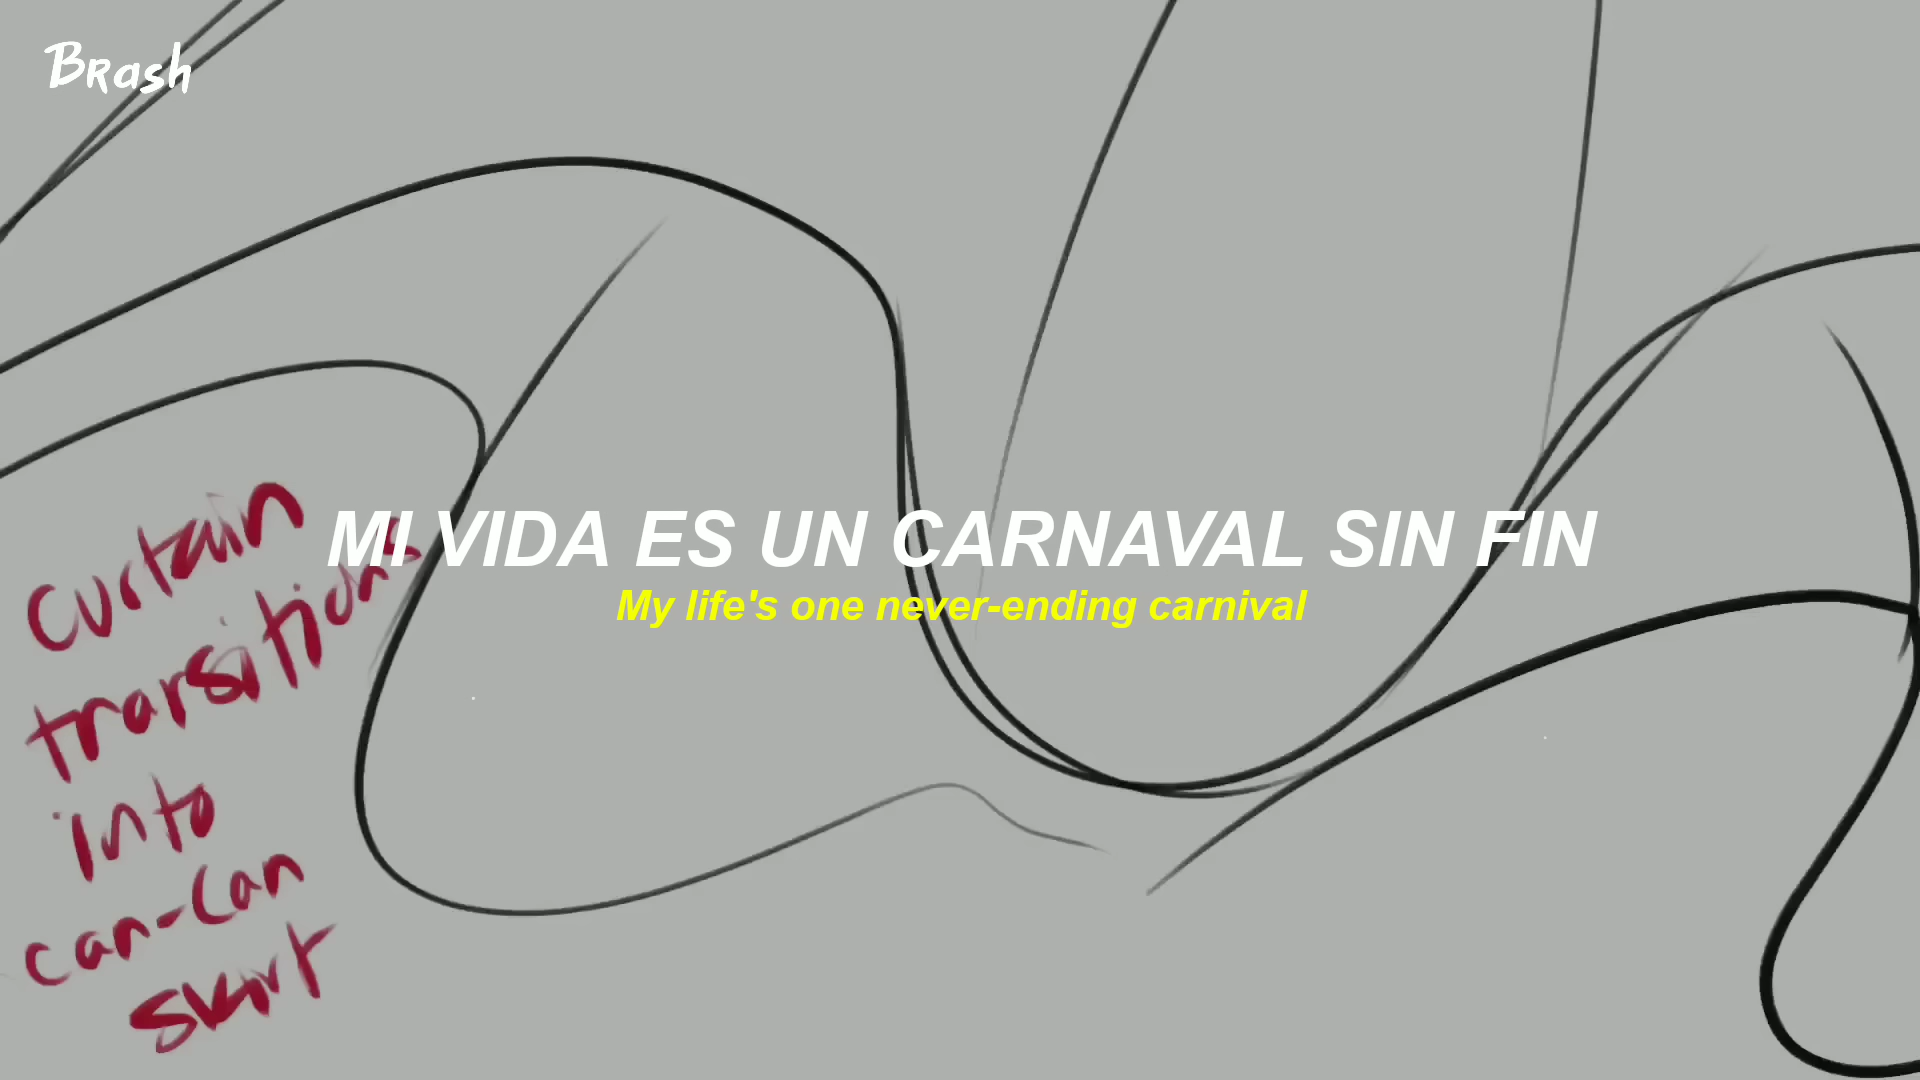 Brash
curtain
transitions
into
can-can
skirt
MI VIDA ES UN CARNAVAL SIN FIN
My life's one never-ending carnival